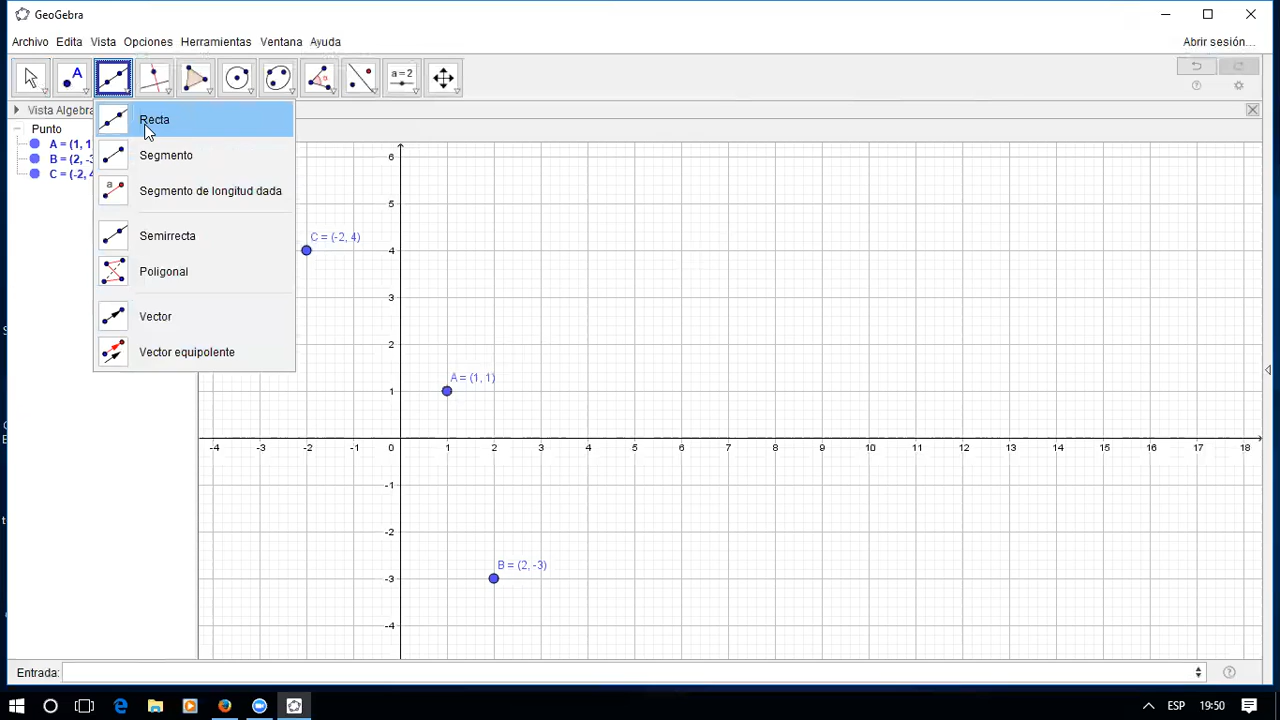 GeoGebra
Archivo Edita Vista Opciones Herramientas Ventana Ayuda
Abrir sesión...
A
α
a=2
Vista Algebra
Punto
A = (1, 1
B = (2, -3
C = (-2, 4
Recta
Segmento
a
Segmento de longitud dada
Semirrecta
Poligonal
Vector
Vector equipolente
6
5
4
3
2
1
-1
-2
-3
-4
C = (-2, 4)
A = (1, 1)
B = (2, -3)
-4 -3 -2 -1 0 1 2 3 4 5 6 7 8 9 10 11 12 13 14 15 16 17 18
Entrada:
ESP 19:50